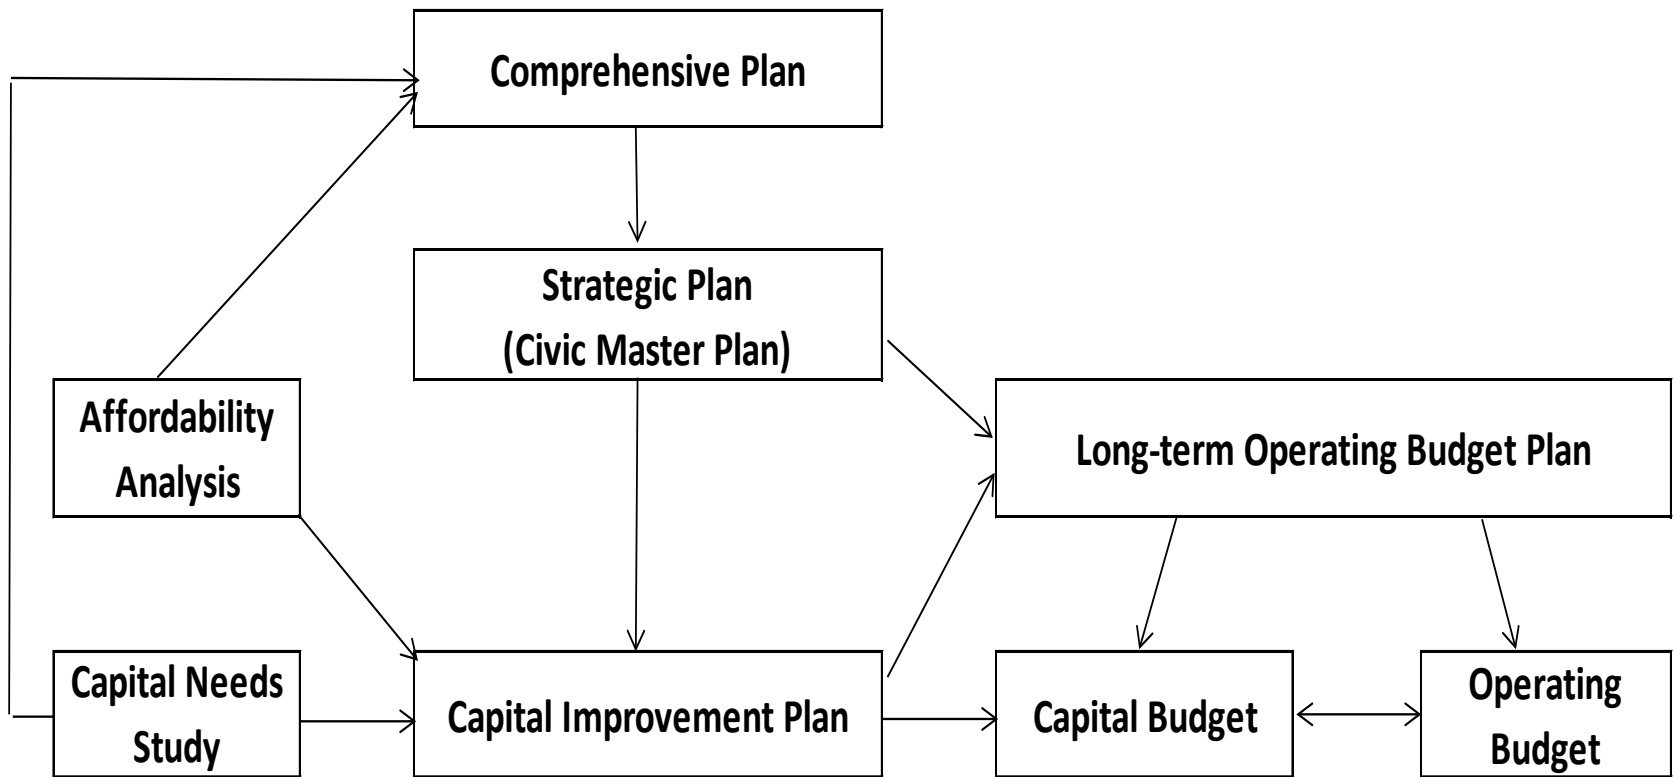 Comprehensive Plan
Strategic Plan
(Civic Master Plan)
Affordability
Analysis
Long-term Operating Budget Plan
Capital Needs
Study
Capital Improvement Plan
Capital Budget
Operating
Budget